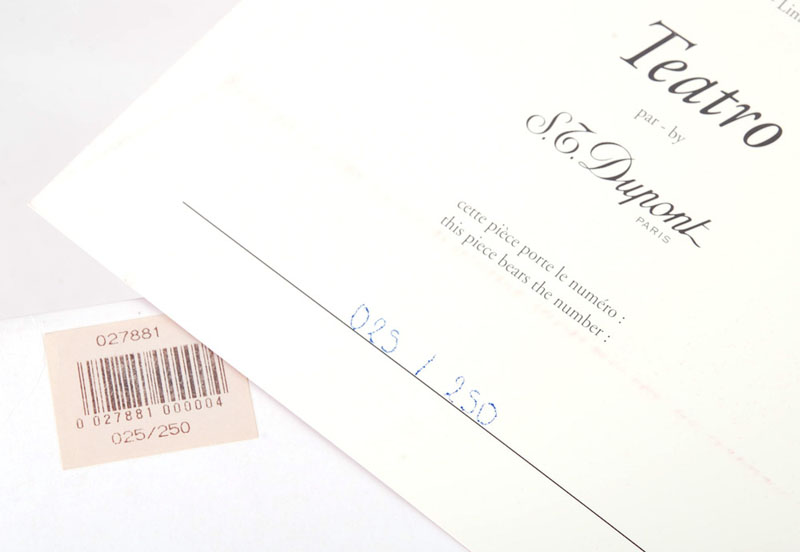 Teatro
par - by
S.T. Dupont
PARIS
cette pièce porte le numéro :
this piece bears the number :
025 / 250
027881
0 027881 000004
025/250